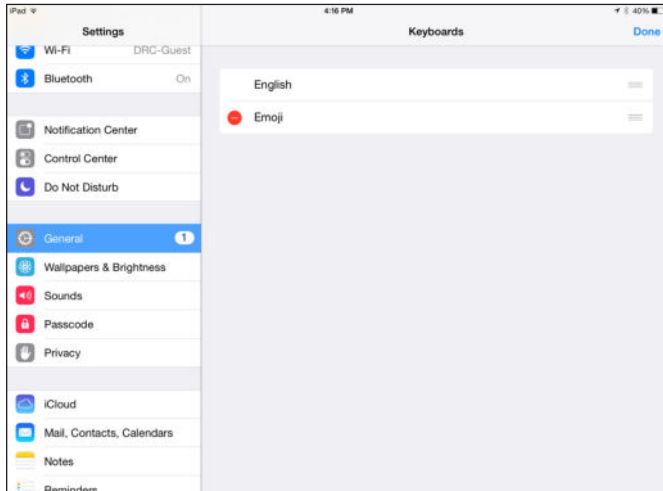 iPad 4:16 PM 40%
Settings Keyboards Done
Wi-Fi DRC-Guest
Bluetooth On
English
Emoji
Notification Center
Control Center
Do Not Disturb
General 1
Wallpapers & Brightness
Sounds
Passcode
Privacy
iCloud
Mail, Contacts, Calendars
Notes
Reminders